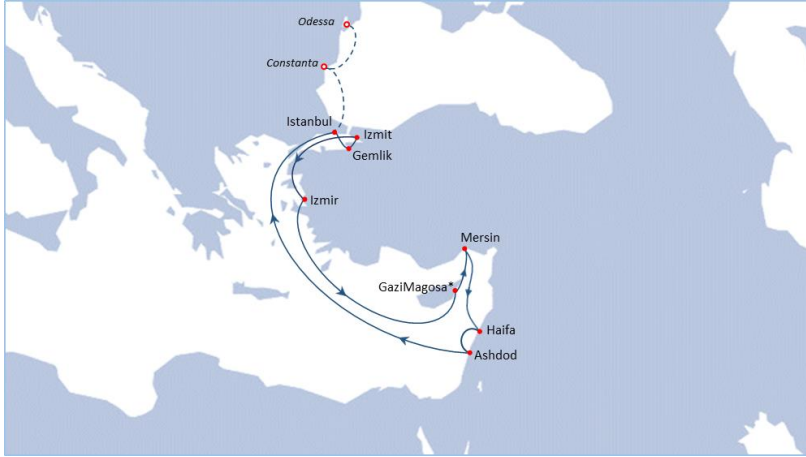 Odessa
Constanta
Istanbul
Izmit
Gemlik
Izmir
Mersin
GaziMagosa*
Haifa
Ashdod